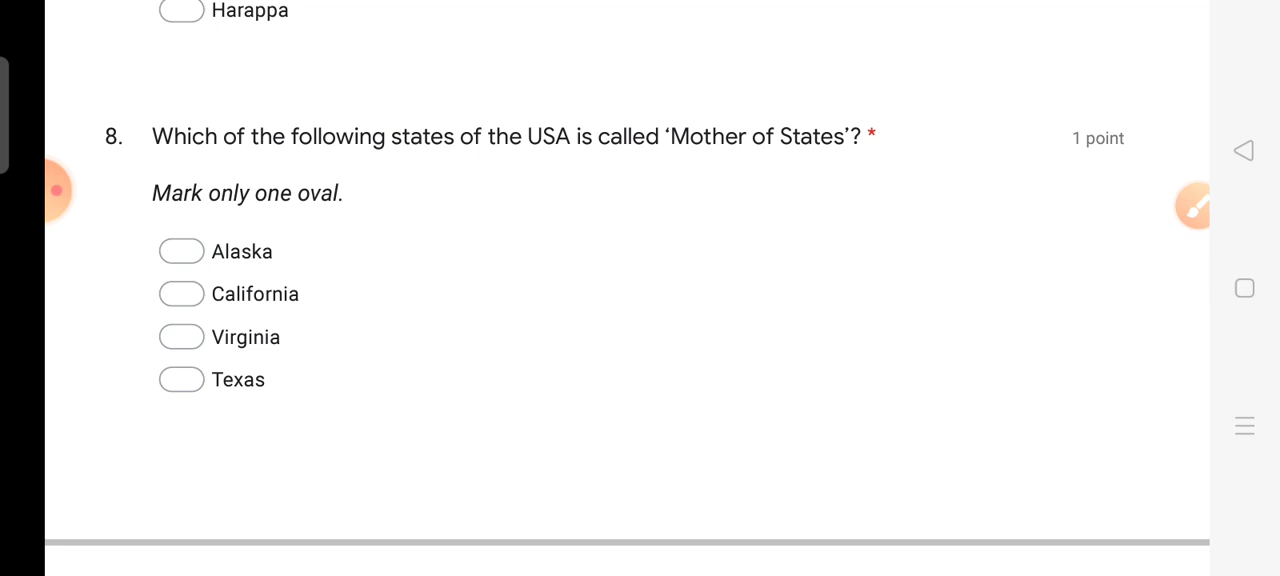 Harappa
8. Which of the following states of the USA is called ‘Mother of States’? * 1 point
Mark only one oval.
Alaska
California
Virginia
Texas